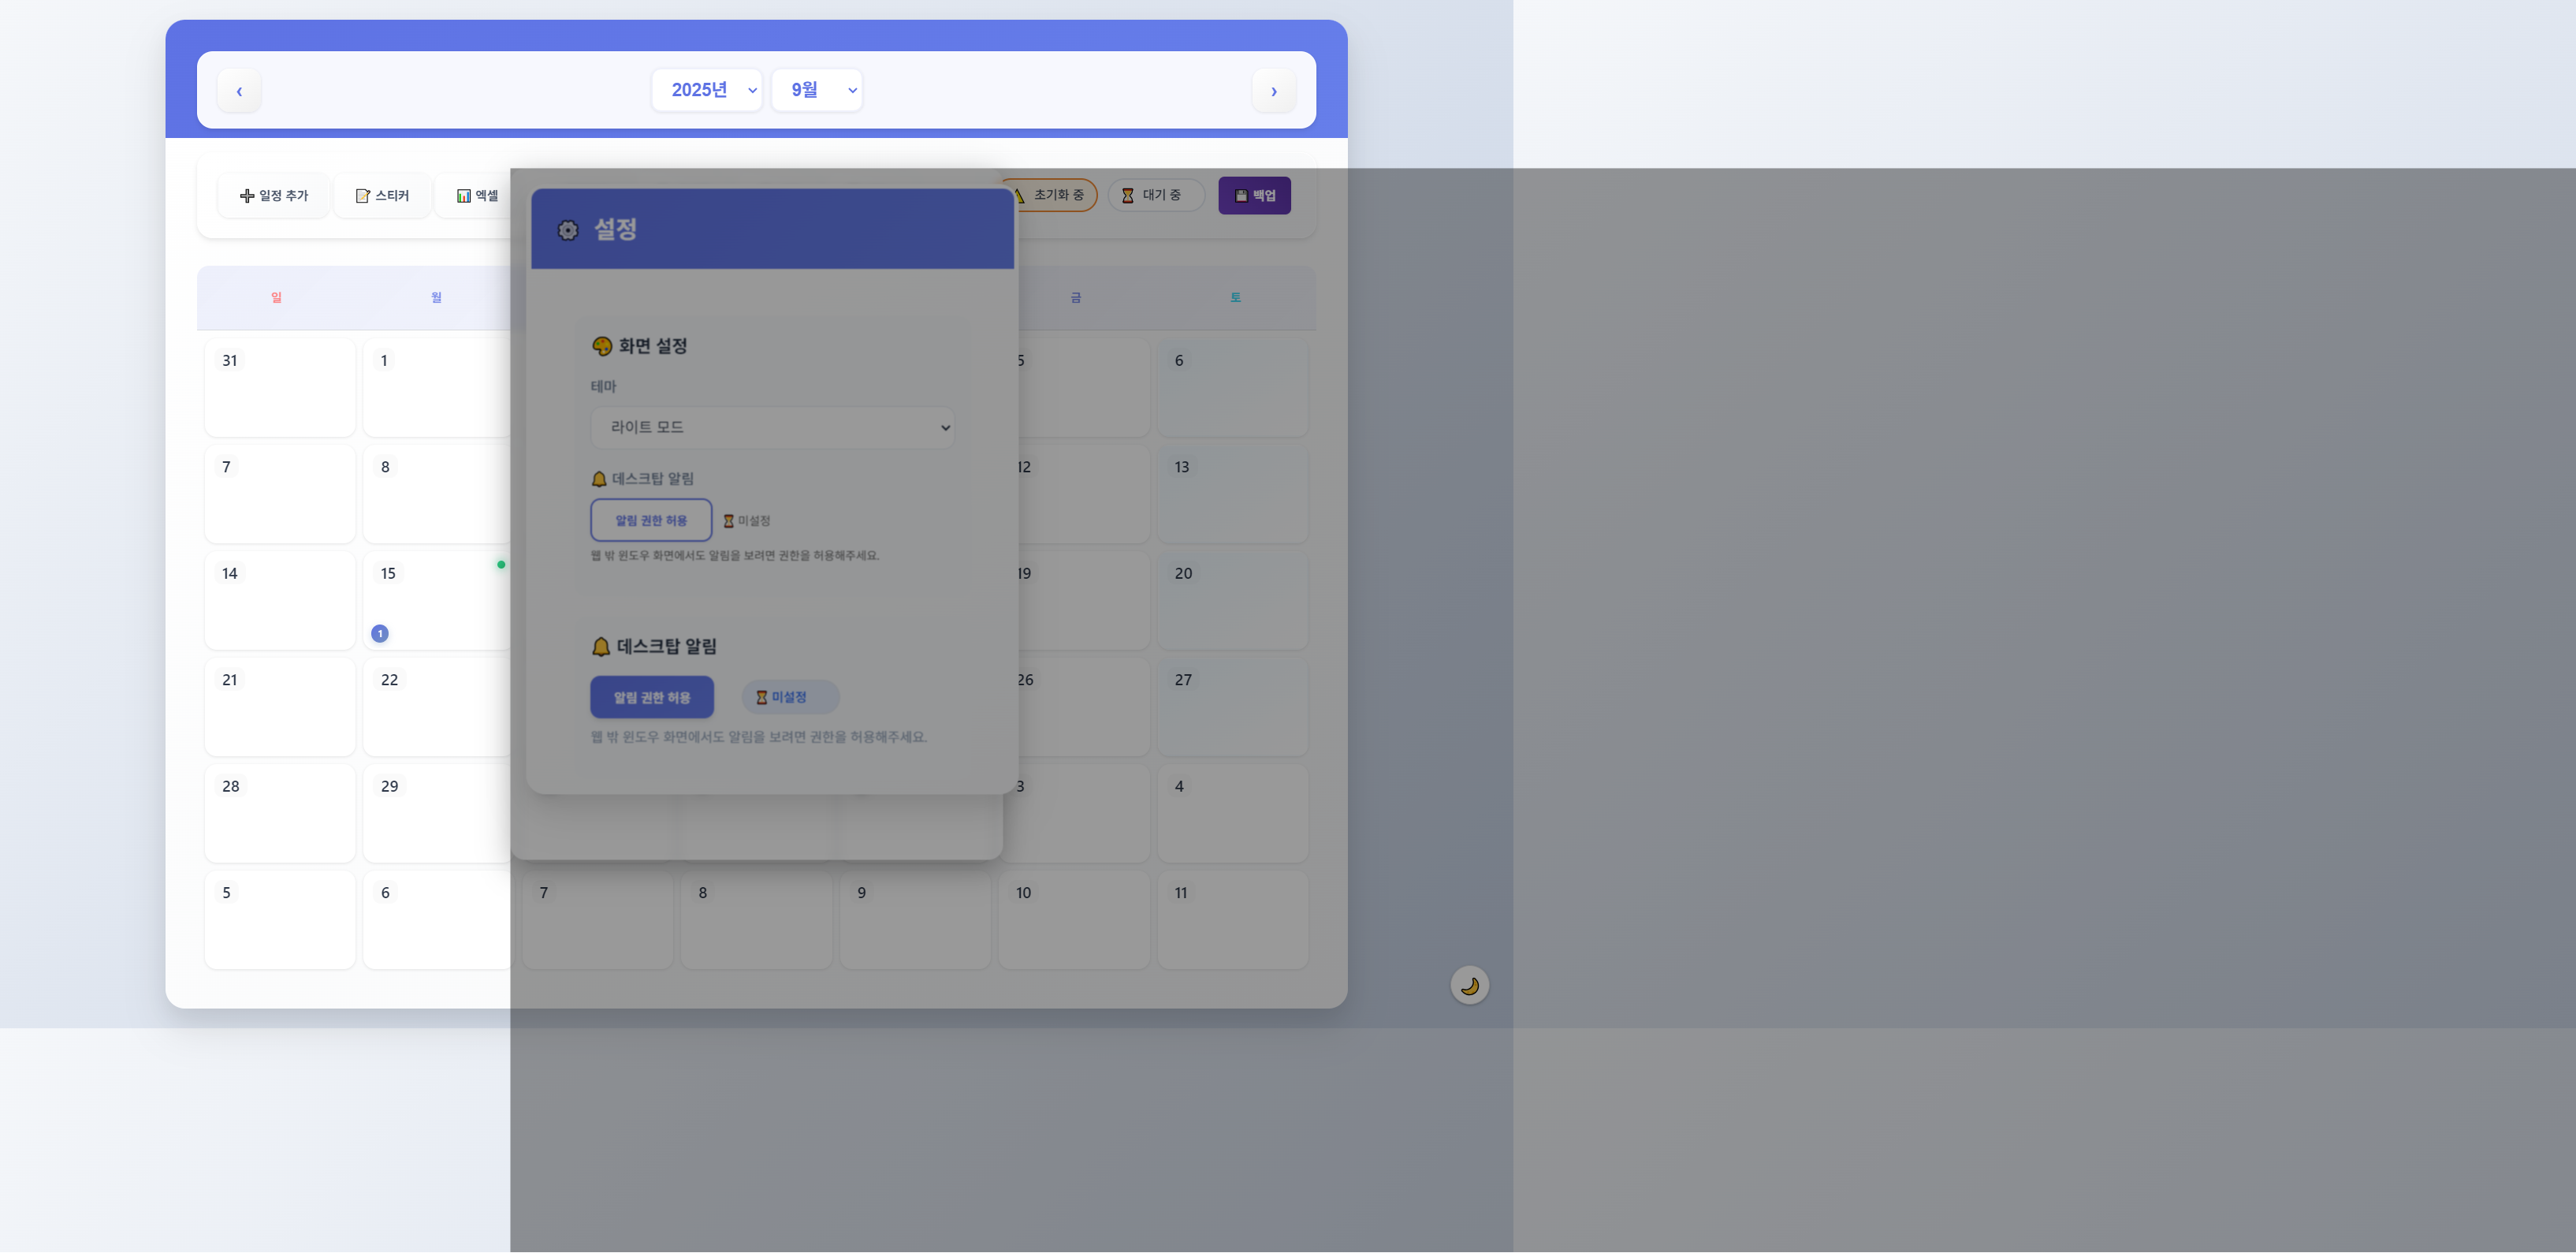 ‹ 2025년 9월 ›
➕ 일정 추가 📝 스티커 📊 엑셀 초기화 중 ⏳ 대기 중 💾 백업
⚙️ 설정
일 월 금 토
🎨 화면 설정
테마
라이트 모드
🔔 데스크탑 알림
알림 권한 허용 ⏳ 미설정
웹 밖 윈도우 화면에서도 알림을 보려면 권한을 허용해주세요.
🔔 데스크탑 알림
알림 권한 허용 ⏳ 미설정
웹 밖 윈도우 화면에서도 알림을 보려면 권한을 허용해주세요.
31 1 5 6
7 8 12 13
14 15 19 20
1
21 22 26 27
28 29 3 4
5 6 7 8 9 10 11